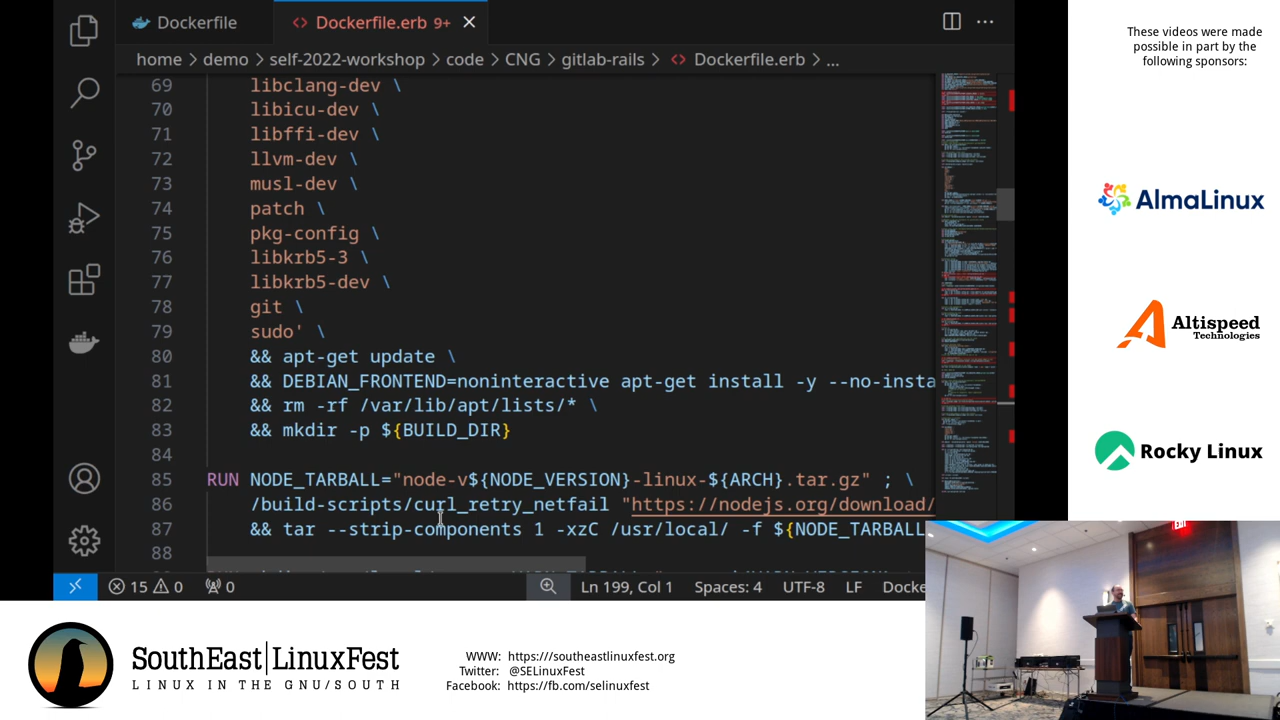 Dockerfile
<> Dockerfile.erb 9+
home > demo > self-2022-workshop > code > CNG > gitlab-rails > <> Dockerfile.erb > ...
69 libclang-dev \
70 libicu-dev \
71 libffi-dev \
72 llvm-dev \
73 musl-dev \
74 patch \
75 pkg-config \
76 libkrb5-3 \
77 libkrb5-dev \
78 git \
79 sudo' \
80 && apt-get update \
81 && DEBIAN_FRONTEND=noninteractive apt-get install -y --no-insta
82 && rm -rf /var/lib/apt/lists/* \
83 && mkdir -p ${BUILD_DIR}
84
85 RUN NODE_TARBALL="node-v${NODE_VERSION}-linux-${ARCH}.tar.gz" ; \
86 /build-scripts/curl_retry_netfail "https://nodejs.org/download/
87 && tar --strip-components 1 -xzC /usr/local/ -f ${NODE_TARBALL
88
15 0 0 Ln 199, Col 1 Spaces: 4 UTF-8 LF Docke
These videos were made
possible in part by the
following sponsors:
AlmaLinux
Altispeed
Technologies
Rocky Linux
EXIT
SouthEast LinuxFest
LINUX IN THE GNU/SOUTH
WWW: https:///southeastlinuxfest.org
Twitter: @SELinuxFest
Facebook: https://fb.com/selinuxfest